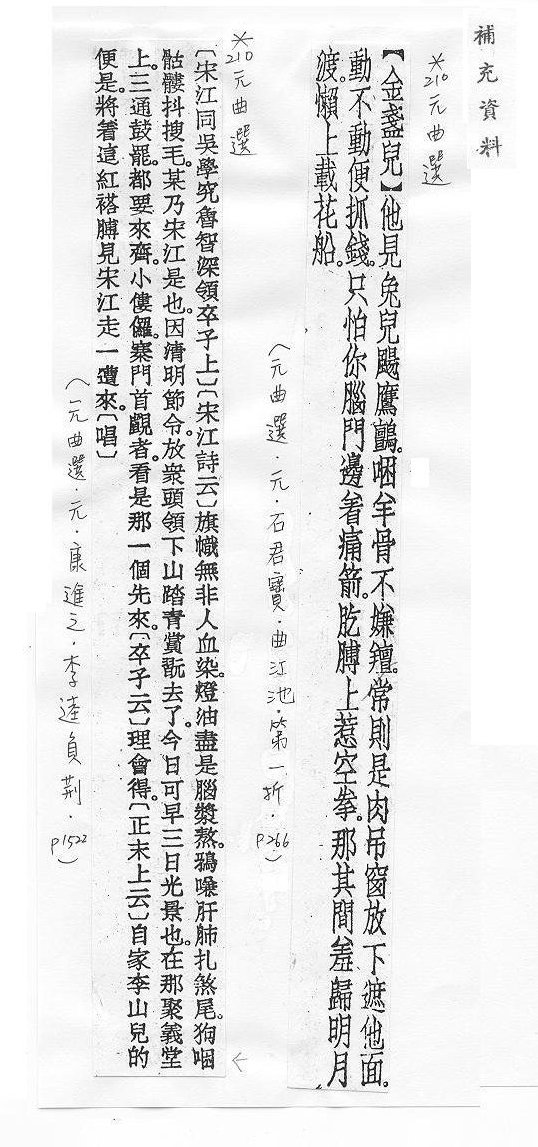 補充資料
※210元曲選
【金盞兒】他見兔兒颺鷹鸇。咽羊骨不嫌羶。常則是肉吊窗放下遮他面。
動不動便抓錢。只怕你腦門邊着痛箭。肐膊上惹空拳。那其間羞歸明月
渡。懶上載花船。
(元曲選.元.石君寶.曲江池.第一折.P266)
※210元曲選
〔宋江同吳學究魯智深領卒子上〕〔宋江詩云〕旗幟無非人血染。燈油盡是腦漿熬。鴉嗛肝肺扎煞尾。狗咽
骷髏抖搜毛。某乃宋江是也。因清明節令。放衆頭領下山踏青賞翫去了。今日可早三日光景也。在那聚義堂
上。三通鼓罷。都要來齊。小僂儸。寨門首覷者。看是那一個先來。〔卒子云〕理會得。〔正末上云〕自家李山兒的
便是。將着這紅褡膊。見宋江走一遭來。〔唱〕
(元曲選.元.康進之.李逵負荊.P1522)